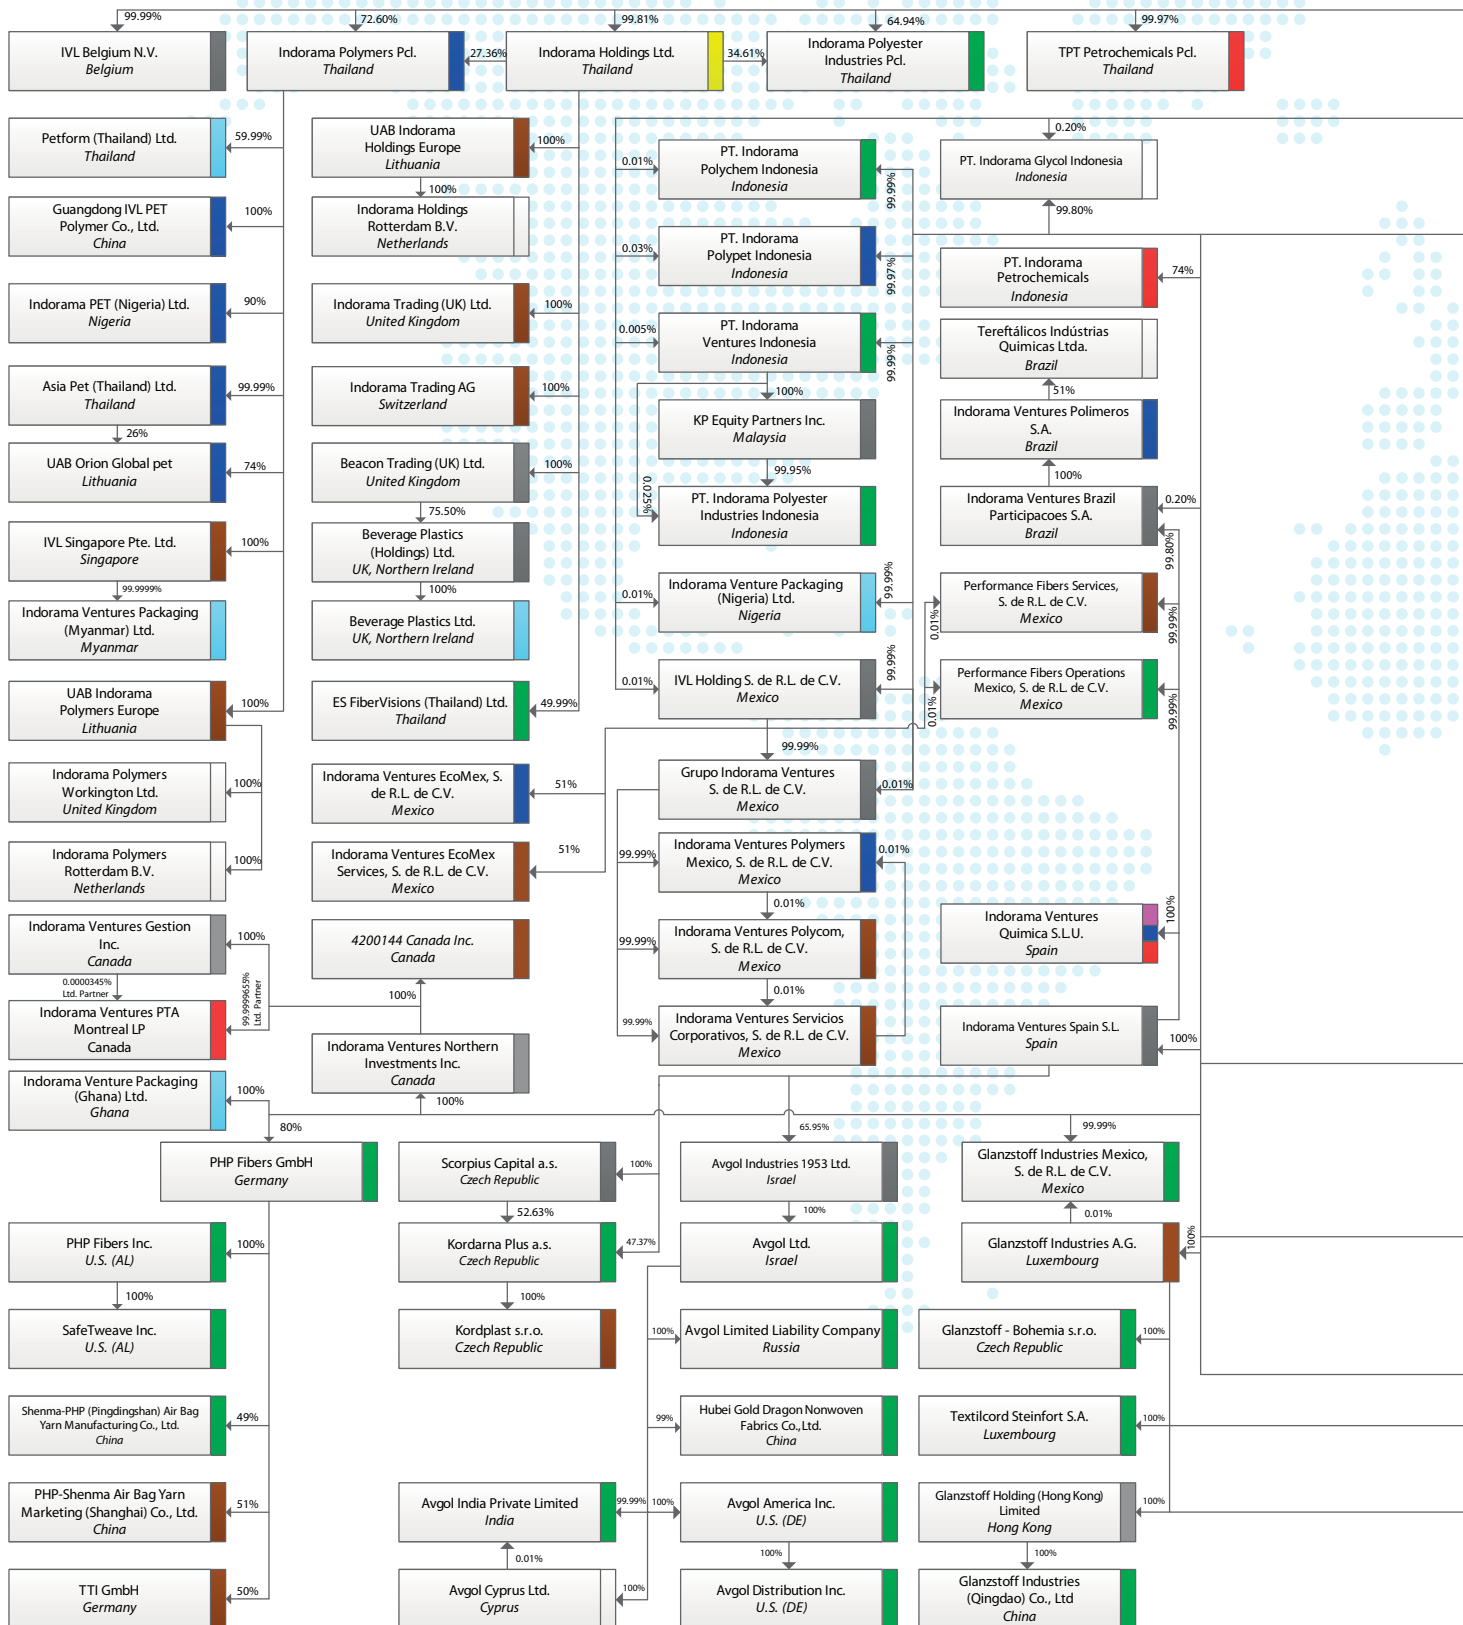 99.99%
72.60%
99.81%
64.94%
99.97%
IVL Belgium N.V.
Belgium
Indorama Polymers Pcl.
Thailand
27.36%
Indorama Holdings Ltd.
Thailand
34.61%
Indorama Polyester
Industries Pcl.
Thailand
TPT Petrochemicals Pcl.
Thailand
Petform (Thailand) Ltd.
Thailand
59.99%
Guangdong IVL PET
Polymer Co., Ltd.
China
100%
Indorama PET (Nigeria) Ltd.
Nigeria
90%
Asia Pet (Thailand) Ltd.
Thailand
99.99%
26%
UAB Orion Global pet
Lithuania
74%
IVL Singapore Pte. Ltd.
Singapore
100%
99.9999%
Indorama Ventures Packaging
(Myanmar) Ltd.
Myanmar
UAB Indorama
Polymers Europe
Lithuania
100%
Indorama Polymers
Workington Ltd.
United Kingdom
100%
Indorama Polymers
Rotterdam B.V.
Netherlands
100%
UAB Indorama
Holdings Europe
Lithuania
100%
100%
Indorama Holdings
Rotterdam B.V.
Netherlands
Indorama Trading (UK) Ltd.
United Kingdom
100%
Indorama Trading AG
Switzerland
100%
Beacon Trading (UK) Ltd.
United Kingdom
100%
75.50%
Beverage Plastics
(Holdings) Ltd.
UK, Northern Ireland
100%
Beverage Plastics Ltd.
UK, Northern Ireland
ES FiberVisions (Thailand) Ltd.
Thailand
49.99%
Indorama Ventures EcoMex, S.
de R.L. de C.V.
Mexico
51%
Indorama Ventures EcoMex
Services, S. de R.L. de C.V.
Mexico
51%
0.01%
PT. Indorama
Polychem Indonesia
Indonesia
99.99%
0.03%
PT. Indorama
Polypet Indonesia
Indonesia
99.97%
0.005%
PT. Indorama
Ventures Indonesia
Indonesia
99.99%
100%
KP Equity Partners Inc.
Malaysia
99.95%
0.025%
PT. Indorama Polyester
Industries Indonesia
Indonesia
0.01%
Indorama Venture Packaging
(Nigeria) Ltd.
Nigeria
99.99%
0.01%
IVL Holding S. de R.L. de C.V.
Mexico
99.99%
99.99%
Grupo Indorama Ventures
S. de R.L. de C.V.
Mexico
0.01%
99.99%
Indorama Ventures Polymers
Mexico, S. de R.L. de C.V.
Mexico
0.01%
0.01%
99.99%
Indorama Ventures Polycom,
S. de R.L. de C.V.
Mexico
0.01%
99.99%
Indorama Ventures Servicios
Corporativos, S. de R.L. de C.V.
Mexico
0.20%
PT. Indorama Glycol Indonesia
Indonesia
99.80%
PT. Indorama
Petrochemicals
Indonesia
74%
Tereftálicos Indústrias
Quimicas Ltda.
Brazil
51%
Indorama Ventures Polimeros
S.A.
Brazil
100%
Indorama Ventures Brazil
Participacoes S.A.
Brazil
0.20%
99.80%
Performance Fibers Services,
S. de R.L. de C.V.
Mexico
0.01%
99.99%
Performance Fibers Operations
Mexico, S. de R.L. de C.V.
Mexico
0.01%
99.99%
Indorama Ventures
Quimica S.L.U.
Spain
100%
Indorama Ventures Spain S.L.
Spain
100%
Indorama Ventures Gestion
Inc.
Canada
100%
0.0000345%
Ltd. Partner
99.9999655%
Ltd. Partner
Indorama Ventures PTA
Montreal LP
Canada
4200144 Canada Inc.
Canada
100%
Indorama Ventures Northern
Investments Inc.
Canada
100%
Indorama Venture Packaging
(Ghana) Ltd.
Ghana
100%
80%
PHP Fibers GmbH
Germany
PHP Fibers Inc.
U.S. (AL)
100%
100%
SafeTweave Inc.
U.S. (AL)
Shenma-PHP (Pingdingshan) Air Bag
Yarn Manufacturing Co., Ltd.
China
49%
PHP-Shenma Air Bag Yarn
Marketing (Shanghai) Co., Ltd.
China
51%
TTI GmbH
Germany
50%
Scorpius Capital a.s.
Czech Republic
100%
52.63%
Kordarna Plus a.s.
Czech Republic
47.37%
100%
Kordplast s.r.o.
Czech Republic
65.95%
Avgol Industries 1953 Ltd.
Israel
100%
Avgol Ltd.
Israel
100%
Avgol Limited Liability Company
Russia
99%
Hubei Gold Dragon Nonwoven
Fabrics Co.,Ltd.
China
Avgol India Private Limited
India
99.99%
100%
Avgol America Inc.
U.S. (DE)
0.01%
100%
Avgol Cyprus Ltd.
Cyprus
100%
Avgol Distribution Inc.
U.S. (DE)
99.99%
Glanzstoff Industries Mexico,
S. de R.L. de C.V.
Mexico
0.01%
Glanzstoff Industries A.G.
Luxembourg
100%
Glanzstoff - Bohemia s.r.o.
Czech Republic
100%
Textilcord Steinfort S.A.
Luxembourg
100%
Glanzstoff Holding (Hong Kong)
Limited
Hong Kong
100%
100%
Glanzstoff Industries
(Qingdao) Co., Ltd
China